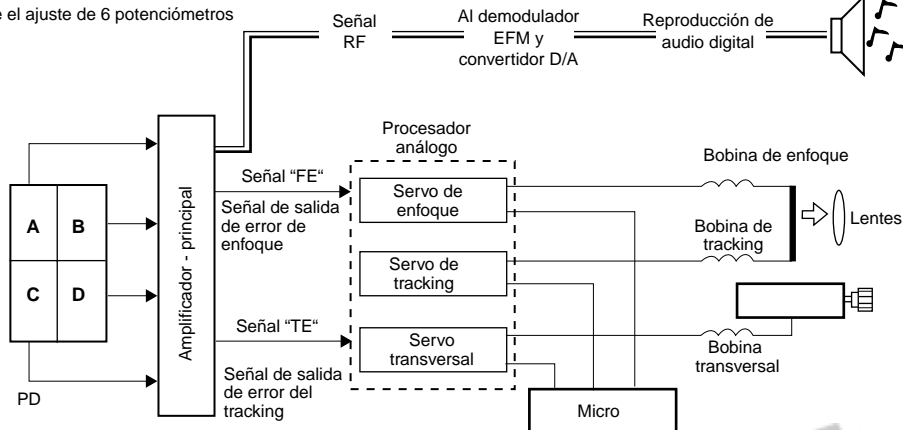 el ajuste de 6 potenciómetros
Señal
RF
Al demodulador
EFM y
convertidor D/A
Reproducción de
audio digital
Procesador
análogo
Bobina de enfoque
A
B
C
D
PD
Amplificador - principal
Señal "FE"
Señal de salida
de error de
enfoque
Servo de
enfoque
Lentes
Bobina de
tracking
Servo de
tracking
Señal "TE"
Señal de salida
de error del
tracking
Servo
transversal
Bobina
transversal
Micro